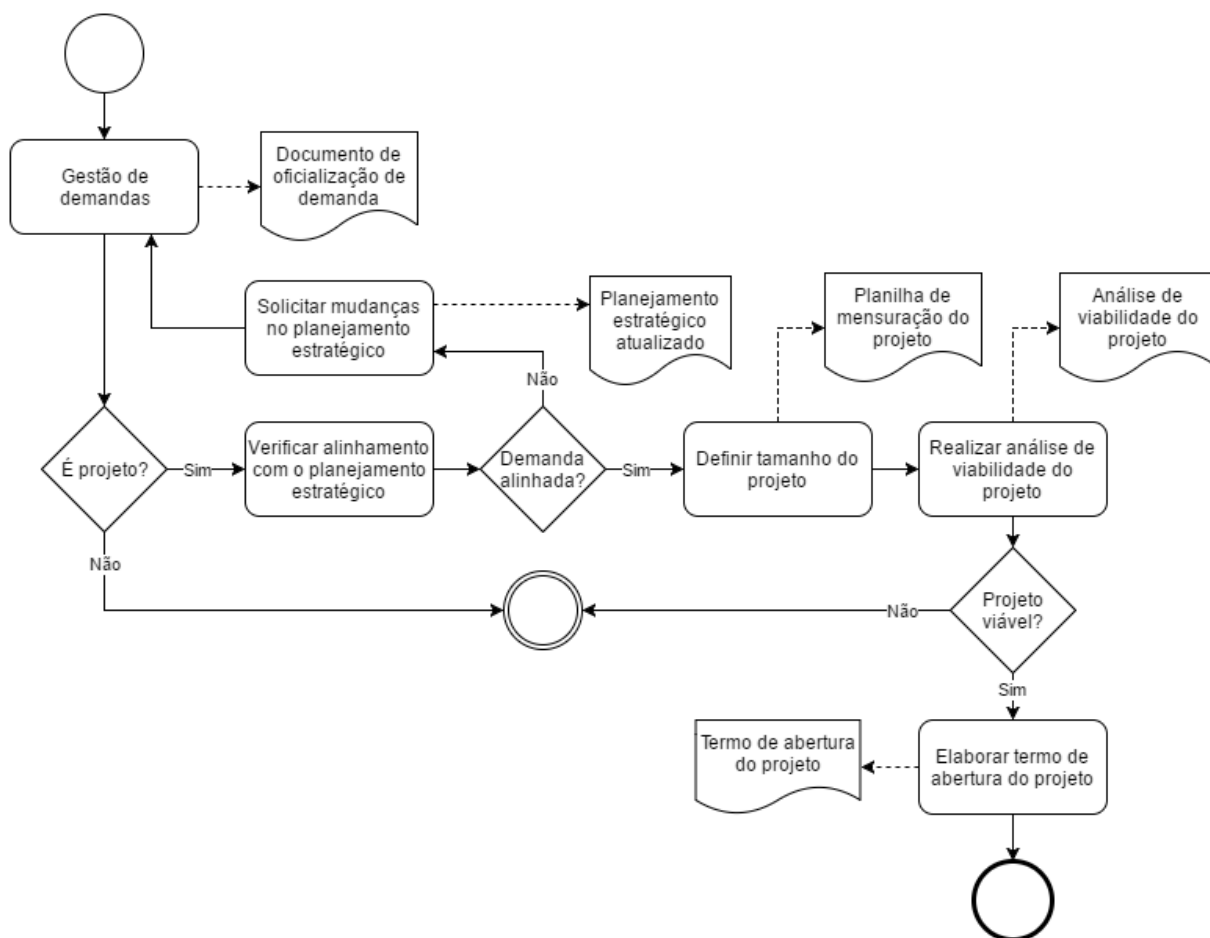 Gestão de
demandas
Documento de
oficialização de
demanda
Solicitar mudanças
no planejamento
estratégico
Planejamento
estratégico
atualizado
Planilha de
mensuração do
projeto
Análise de
viabilidade do
projeto
Não
É projeto?
Sim
Verificar alinhamento
com o planejamento
estratégico
Demanda
alinhada?
Sim
Definir tamanho do
projeto
Realizar análise de
viabilidade do
projeto
Não
Não
Projeto
viável?
Sim
Termo de abertura
do projeto
Elaborar termo de
abertura do projeto